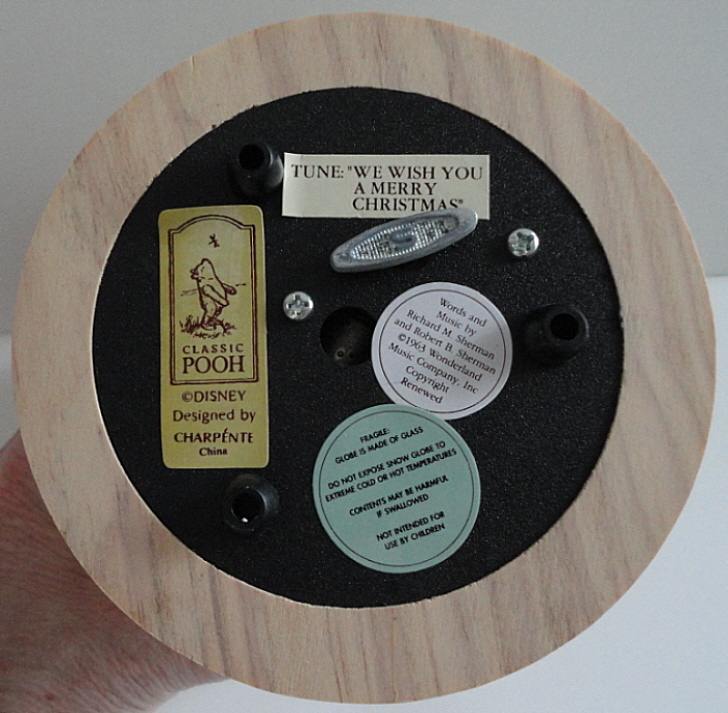 TUNE: "WE WISH YOU
A MERRY
CHRISTMAS"
CLASSIC
POOH
©DISNEY
Designed by
CHARPÉNTE
China
Words and
Music by
Richard M. Sherman
and Robert B. Sherman
©1963 Wonderland
Music Company, Inc
Copyright
Renewed
FRAGILE:
GLOBE IS MADE OF GLASS
DO NOT EXPOSE SNOW GLOBE TO
EXTREME COLD OR HOT TEMPERATURES
CONTENTS MAY BE HARMFUL
IF SWALLOWED
NOT INTENDED FOR
USE BY CHILDREN